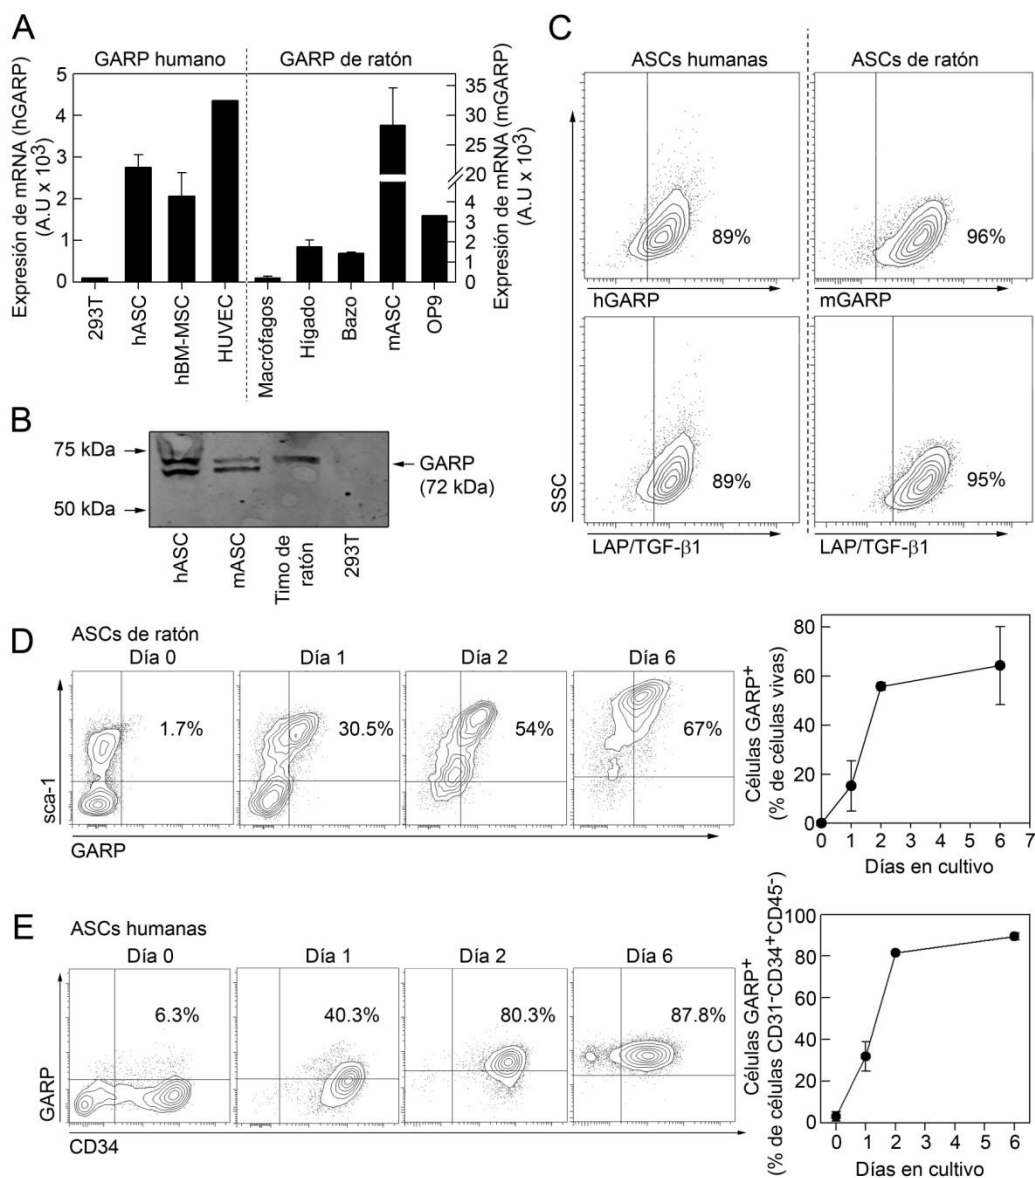 A
GARP humano
GARP de ratón
Expresión de mRNA (hGARP)
(A.U x 10³)
5
4
3
2
1
0
35
30
25
20
4
3
2
1
0
Expresión de mRNA (mGARP)
(A.U x 10³)
293T
hASC
hBM-MSC
HUVEC
Macrófagos
Hígado
Bazo
mASC
OP9
B
75 kDa
50 kDa
GARP
(72 kDa)
hASC
mASC
Timo de
ratón
293T
C
ASCs humanas
ASCs de ratón
89%
96%
hGARP
mGARP
89%
95%
SSC
LAP/TGF-β1
LAP/TGF-β1
D
ASCs de ratón
Día 0
Día 1
Día 2
Día 6
1.7%
30.5%
54%
67%
sca-1
GARP
Células GARP⁺
(% de células vivas)
80
60
40
20
0
0 1 2 3 4 5 6 7
Días en cultivo
E
ASCs humanas
Día 0
Día 1
Día 2
Día 6
6.3%
40.3%
80.3%
87.8%
GARP
CD34
Células GARP⁺
(% de células CD31⁻CD34⁺CD45⁻)
100
80
60
40
20
0
0 1 2 3 4 5 6
Días en cultivo